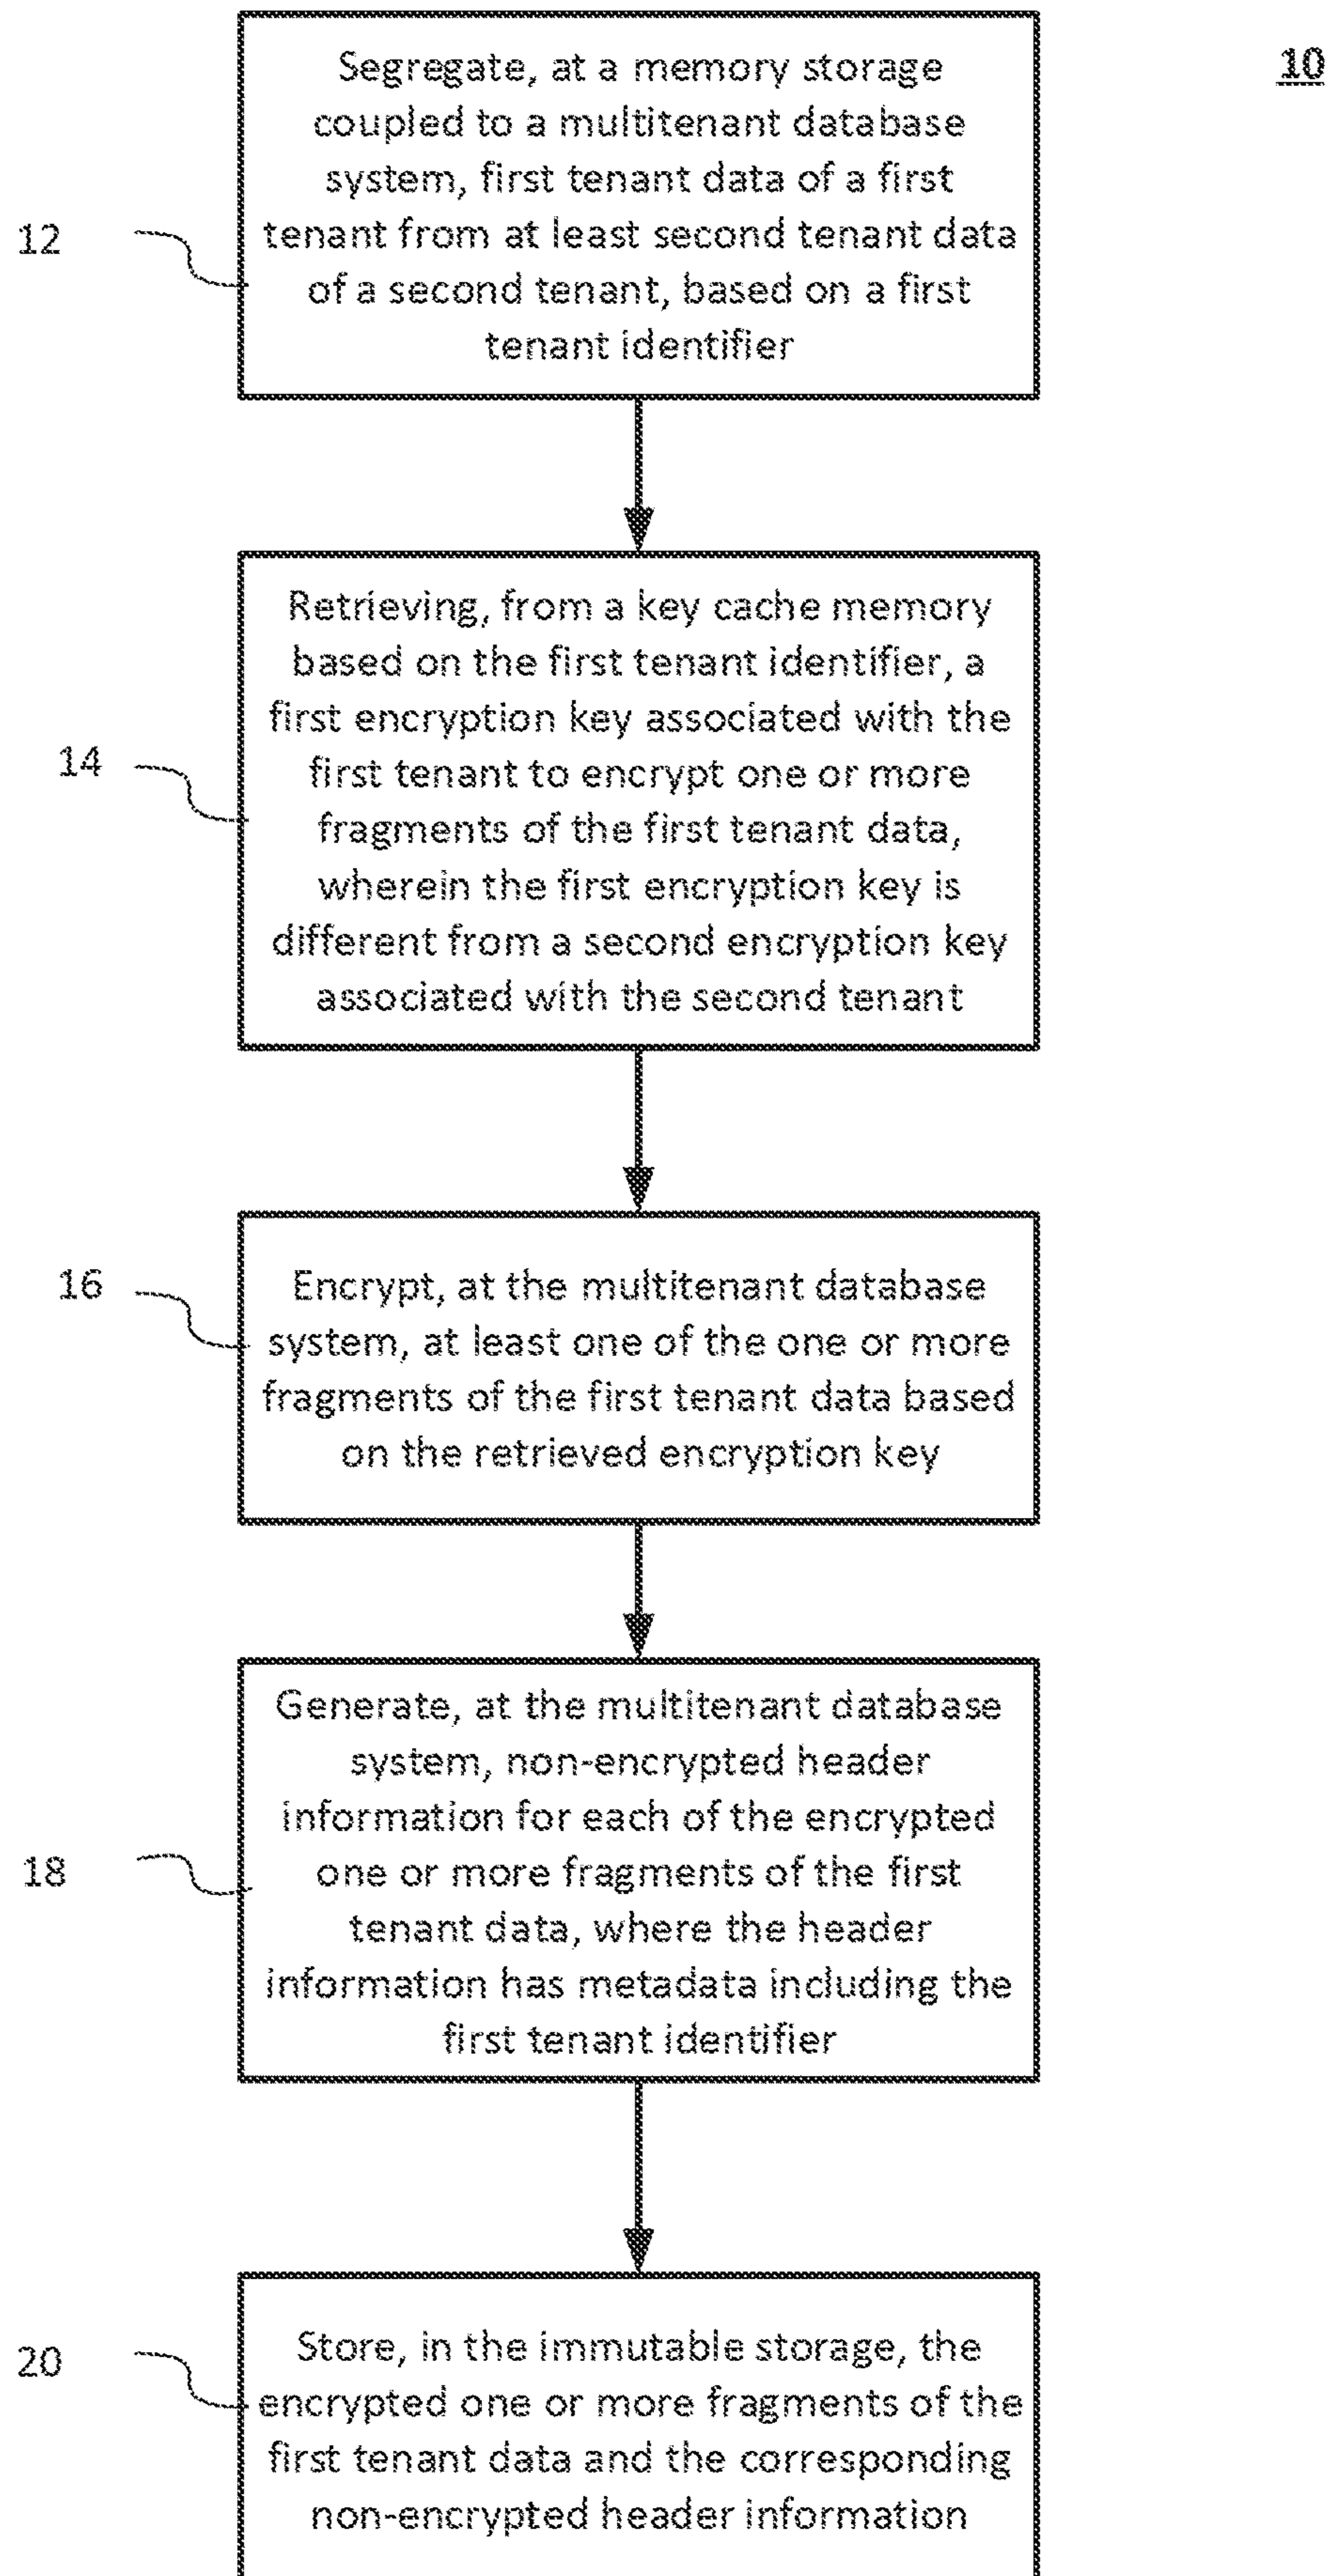 10
Segregate, at a memory storage
coupled to a multitenant database
system, first tenant data of a first
tenant from at least second tenant data
of a second tenant, based on a first
tenant identifier
12
Retrieving, from a key cache memory
based on the first tenant identifier, a
first encryption key associated with the
first tenant to encrypt one or more
fragments of the first tenant data,
wherein the first encryption key is
different from a second encryption key
associated with the second tenant
14
Encrypt, at the multitenant database
system, at least one of the one or more
fragments of the first tenant data based
on the retrieved encryption key
16
Generate, at the multitenant database
system, non-encrypted header
information for each of the encrypted
one or more fragments of the first
tenant data, where the header
information has metadata including the
first tenant identifier
18
Store, in the immutable storage, the
encrypted one or more fragments of the
first tenant data and the corresponding
non-encrypted header information
20